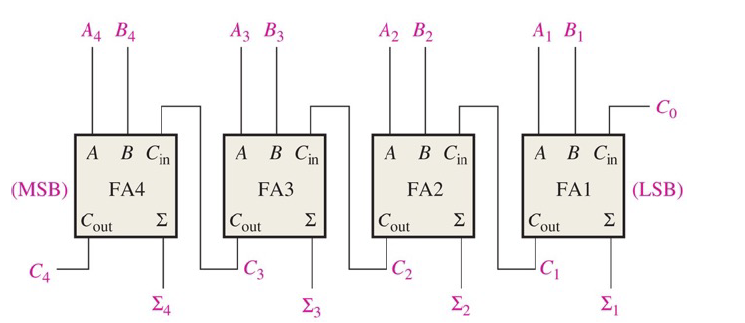 A4 B4 A3 B3 A2 B2 A1 B1
C0
A B Cin A B Cin A B Cin A B Cin
(MSB) FA4 FA3 FA2 FA1 (LSB)
Cout Σ Cout Σ Cout Σ Cout Σ
C4 C3 C2 C1
Σ4 Σ3 Σ2 Σ1